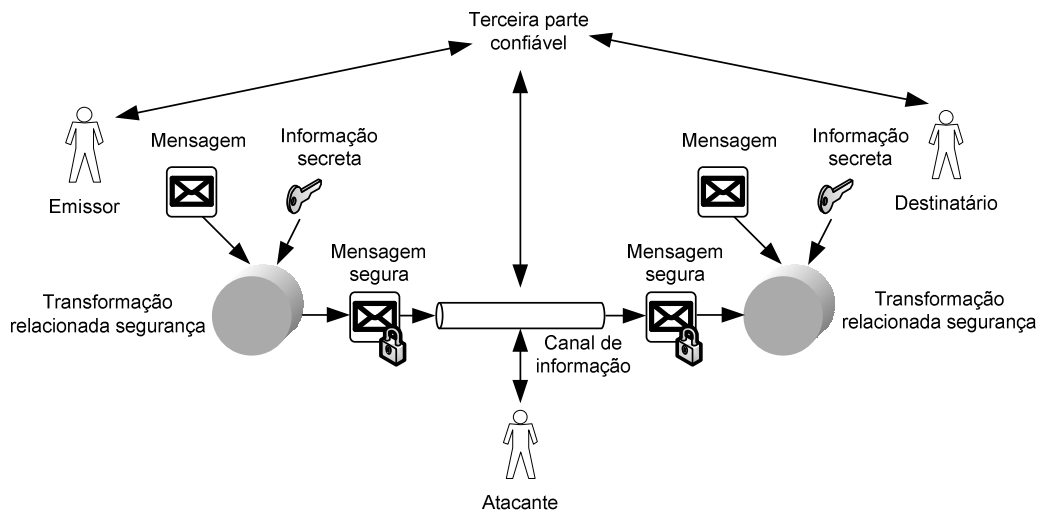 Terceira parte
confiável
Mensagem
Informação
secreta
Emissor
Mensagem
segura
Transformação
relacionada segurança
Canal de
informação
Mensagem
Informação
secreta
Destinatário
Mensagem
segura
Transformação
relacionada segurança
Atacante